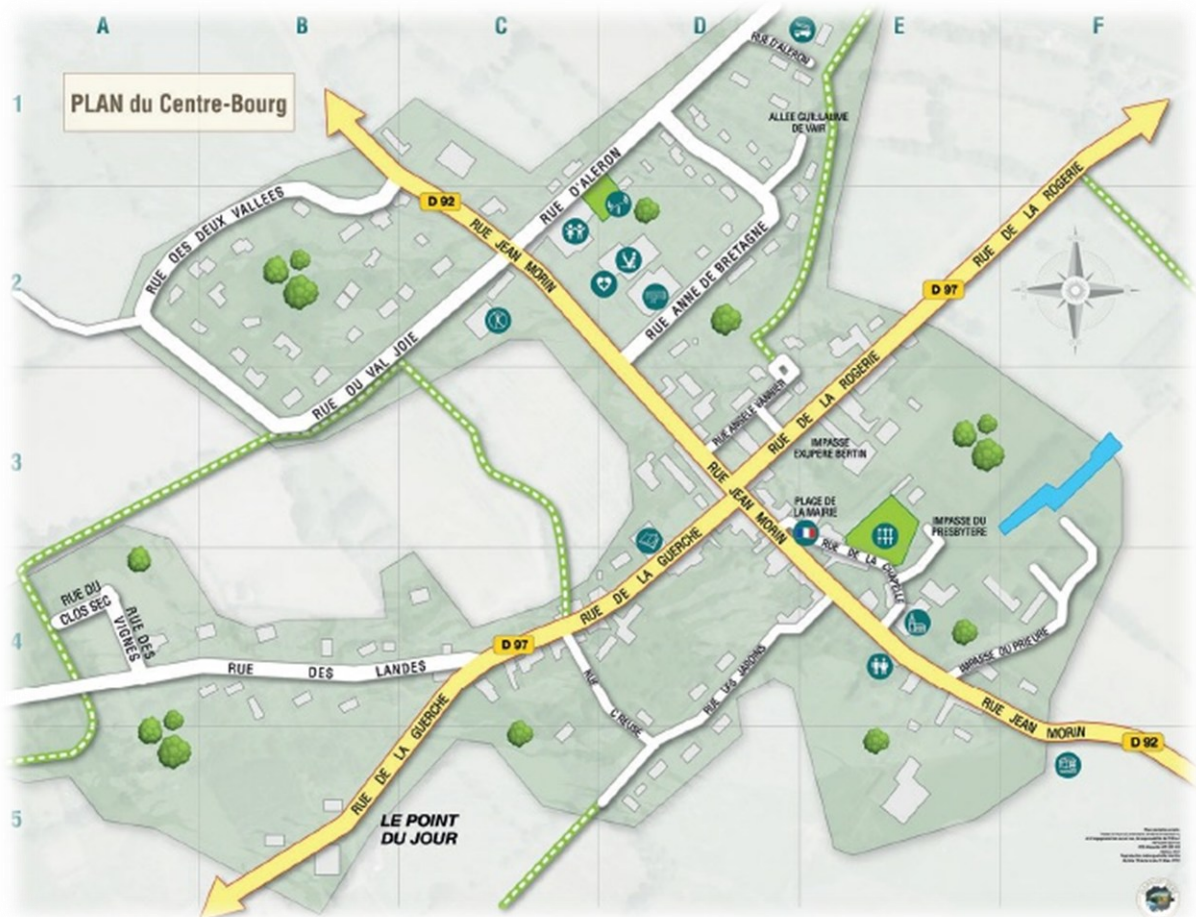 A B C D E F
PLAN du Centre-Bourg
1
2
3
4
5
RUE D'ALERON
ALLEE GUILLAUME
DE VAIR
RUE D'ALERON
D 92
RUE JEAN MORIN
RUE DES DEUX VALLÉES
RUE ANNE DE BRETAGNE
RUE DE LA ROGERIE
D 97
RUE OU VAL JOIE
RUE ANGELE VANNIER
RUE DE LA ROGERIE
IMPASSE
EXUPERE BERTIN
RUE JEAN MORIN
PLACE DE
LA MAIRIE
IMPASSE DU
PRESBYTERE
RUE DE LA CHAPELLE
RUE DE LA GUERCHE
RUE DU
CLOS SEC
RUE DES
VIGNES
RUE DES LANDES
D 97
RUE CREUSE
RUE DES JARDINS
IMPASSE DU PRIEURE
RUE JEAN MORIN
D 92
RUE DE LA GUERCHE
LE POINT
DU JOUR